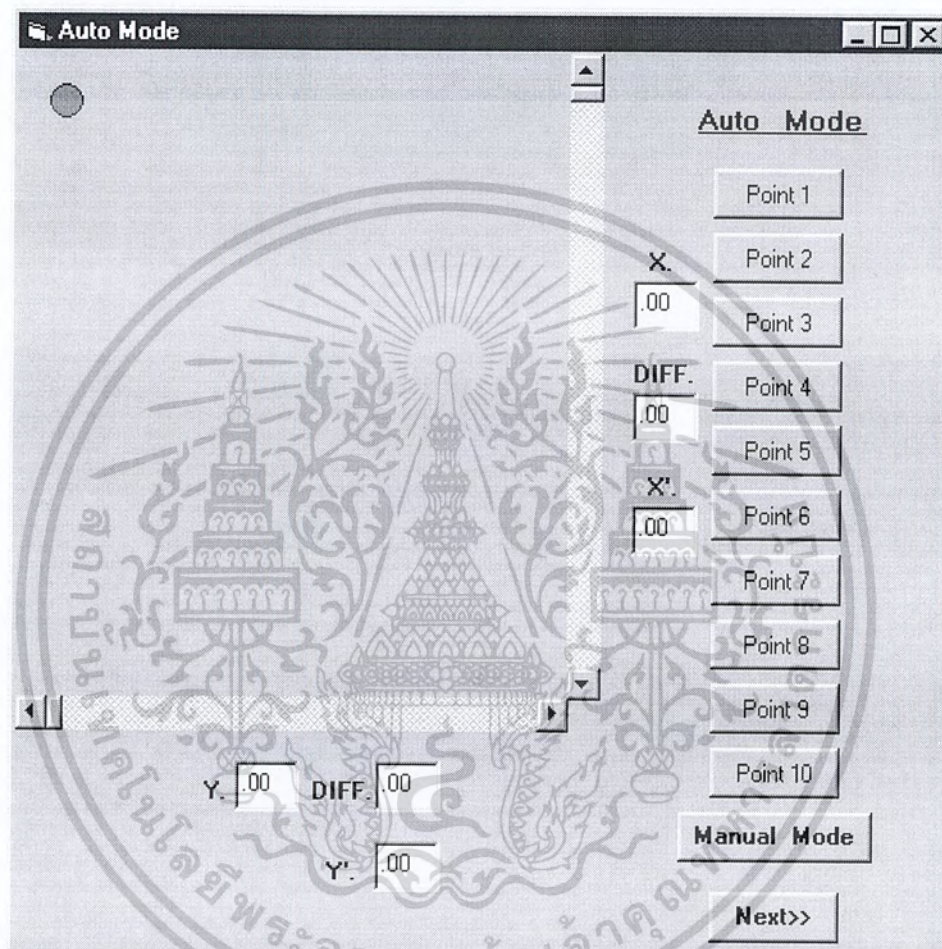 Auto Mode
Auto Mode
Point 1
Point 2
X.
.00
Point 3
DIFF.
.00
Point 4
Point 5
X'.
.00
Point 6
Point 7
Point 8
Point 9
Point 10
Y. .00 DIFF. .00
Y'. .00
Manual Mode
Next>>